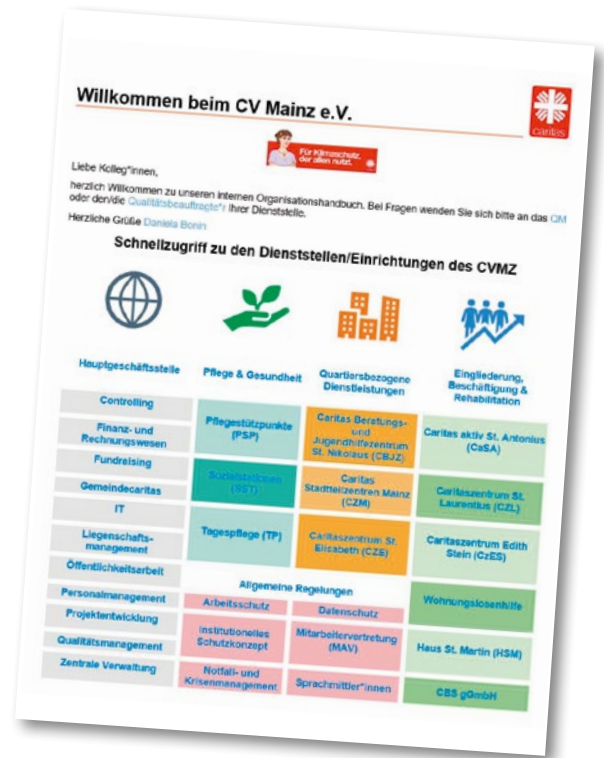 Willkommen beim CV Mainz e.V.
caritas
Für Klimaschutz,
der allen nutzt.
Liebe Kolleg*innen,
herzlich Willkommen zu unseren internen Organisationshandbuch. Bei Fragen wenden Sie sich bitte an das QM
oder den/die Qualitätsbeauftragte*r Ihrer Dienststelle.
Herzliche Grüße Daniela Bonin
Schnellzugriff zu den Dienststellen/Einrichtungen des CVMZ
Hauptgeschäftsstelle
Controlling
Finanz- und
Rechnungswesen
Fundraising
Gemeindecaritas
IT
Liegenschafts-
management
Öffentlichkeitsarbeit
Personalmanagement
Projektentwicklung
Qualitätsmanagement
Zentrale Verwaltung
Pflege & Gesundheit
Pflegestützpunkte
(PSP)
Sozialstationen
(SST)
Tagespflege (TP)
Quartiersbezogene
Dienstleistungen
Caritas Beratungs-
und
Jugendhilfezentrum
St. Nikolaus (CBJZ)
Caritas
Stadtteilzentren Mainz
(CZM)
Caritaszentrum St.
Elisabeth (CZE)
Allgemeine Regelungen
Arbeitsschutz
Datenschutz
Institutionelles
Schutzkonzept
Mitarbeitervertretung
(MAV)
Notfall- und
Krisenmanagement
Sprachmittler*innen
Eingliederung,
Beschäftigung &
Rehabilitation
Caritas aktiv St. Antonius
(CaSA)
Caritaszentrum St.
Laurentius (CZL)
Caritaszentrum Edith
Stein (CzES)
Wohnungslosenhilfe
Haus St. Martin (HSM)
CBS gGmbH